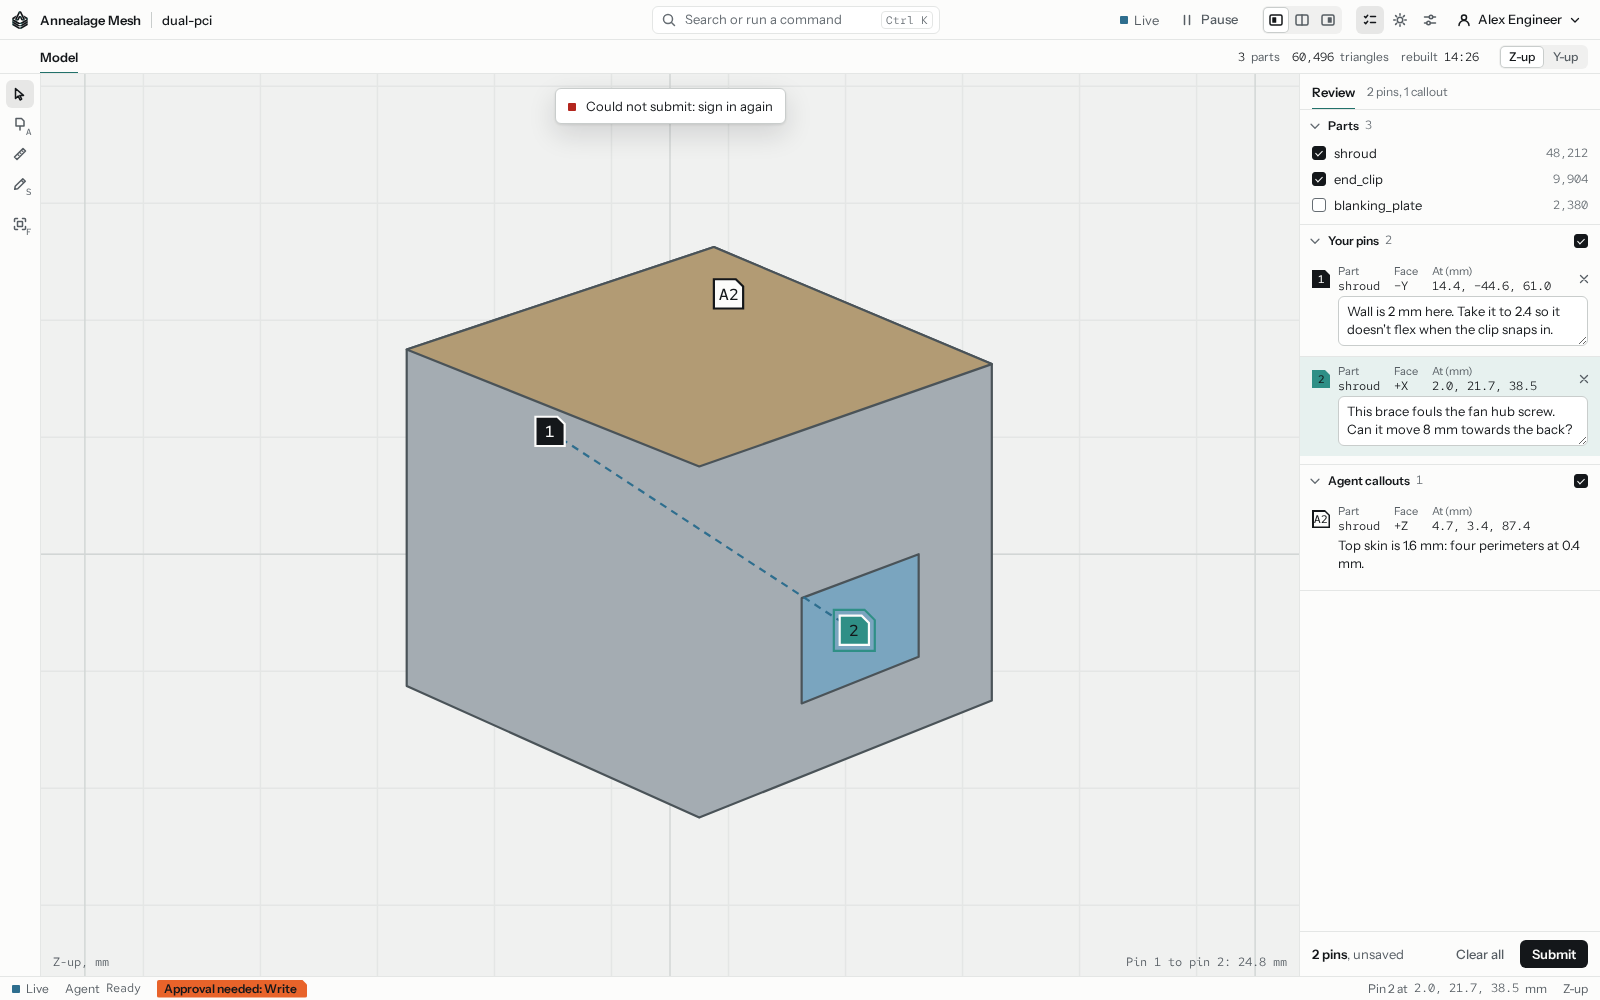 Annealage Mesh
dual-pci
Search or run a command
Ctrl K
Live
Pause
Alex Engineer
Model
3 parts 60,496 triangles rebuilt 14:26
Z-up
Y-up
A
S
F
Could not submit: sign in again
A2
1
2
Z-up, mm
Pin 1 to pin 2: 24.8 mm
Review
2 pins, 1 callout
Parts 3
shroud 48,212
end_clip 9,904
blanking_plate 2,380
Your pins 2
1
Part Face At (mm)
shroud −Y 14.4, −44.6, 61.0
Wall is 2 mm here. Take it to 2.4 so it
doesn't flex when the clip snaps in.
2
Part Face At (mm)
shroud +X 2.0, 21.7, 38.5
This brace fouls the fan hub screw.
Can it move 8 mm towards the back?
Agent callouts 1
A2
Part Face At (mm)
shroud +Z 4.7, 3.4, 87.4
Top skin is 1.6 mm: four perimeters at 0.4
mm.
2 pins, unsaved
Clear all
Submit
Live
Agent Ready
Approval needed: Write
Pin 2 at 2.0, 21.7, 38.5 mm
Z-up